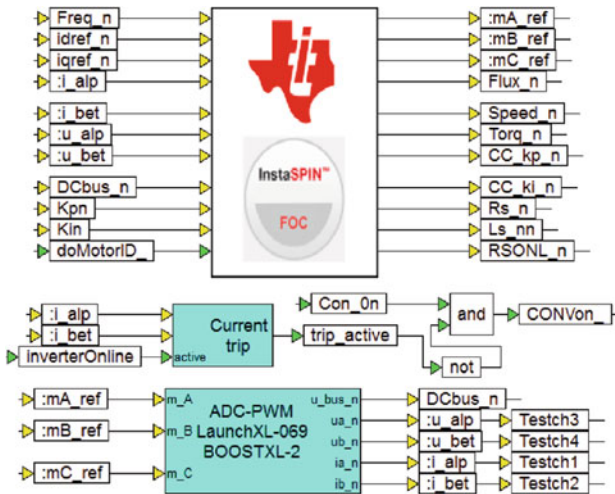 Freq_n :mA_ref
idref_n :mB_ref
iqref_n :mC_ref
:i_alp Flux_n
:i_bet Speed_n
:u_alp Torq_n
:u_bet CC_kp_n
InstaSPIN™
DCbus_n CC_ki_n
Kpn Rs_n
Kin FOC Ls_nn
doMotorID_ RSONL_n
:i_alp Con_0n
:i_bet Current trip and CONVon_
inverterOnline active trip_active
not
:mA_ref m_A u_bus_n DCbus_n
ADC-PWM ua_n :u_alp Testch3
:mB_ref m_B LaunchXL-069 ub_n :u_bet Testch4
BOOSTXL-2 ia_n :i_alp Testch1
:mC_ref m_C ib_n :i_bet Testch2